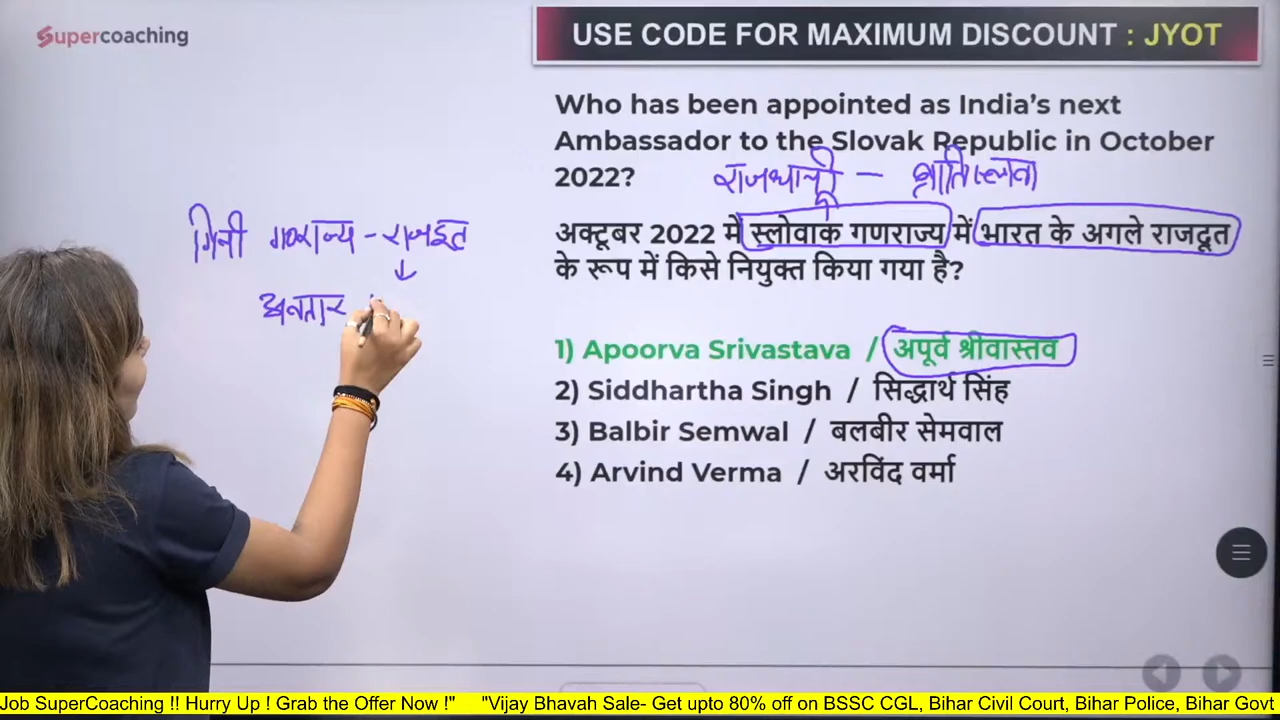 Supercoaching
USE CODE FOR MAXIMUM DISCOUNT : JYOT
Who has been appointed as India's next
Ambassador to the Slovak Republic in October
2022?
राजधानी –
अक्टूबर 2022 में स्लोवाक गणराज्य में भारत के अगले राजदूत
के रूप में किसे नियुक्त किया गया है?
गिनी गणराज्य - राजदूत
↓
अवतार
1) Apoorva Srivastava / अपूर्व श्रीवास्तव
2) Siddhartha Singh / सिद्धार्थ सिंह
3) Balbir Semwal / बलबीर सेमवाल
4) Arvind Verma / अरविंद वर्मा
Job SuperCoaching !! Hurry Up ! Grab the Offer Now !" "Vijay Bhavah Sale- Get upto 80% off on BSSC CGL, Bihar Civil Court, Bihar Police, Bihar Govt